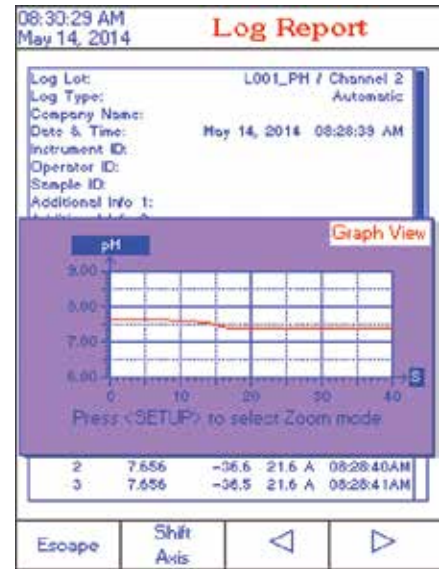 08:30:29 AM
May 14, 2014
Log Report
Log Lot: L001_PH / Channel 2
Log Type: Automatic
Company Name:
Date & Time: May 14, 2014 08:28:39 AM
Instrument ID:
Operator ID:
Sample ID:
Additional Info 1:
Graph View
pH
9.00
8.00
7.00
6.00
0 10 20 30 40 S
Press <SETUP> to select Zoom mode
2 7.656 -36.6 21.6 A 08:28:40AM
3 7.656 -36.5 21.6 A 08:28:41AM
Escape
Shift
Axis